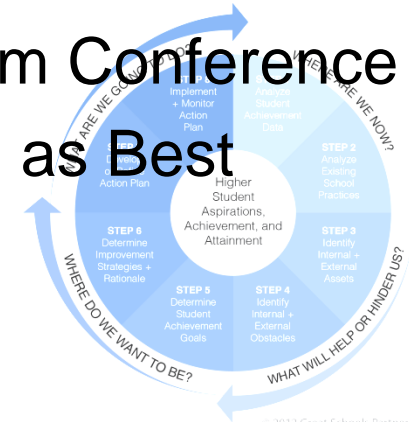 m Conference
as Best
WHERE ARE WE NOW?
Analyze
Student
Achievement
Data
STEP 2
Analyze
Existing
School
Practices
STEP 3
Identify
Internal +
External
Assets
WHAT WILL HELP OR HINDER US?
STEP 4
Identify
Internal +
External
Obstacles
STEP 5
Determine
Student
Achievement
Goals
WHERE DO WE WANT TO BE?
STEP 6
Determine
Improvement
Strategies +
Rationale
Action Plan
ARE WE GOING TO DO
Implement
+ Monitor
Action
Plan
Higher
Student
Aspirations,
Achievement, and
Attainment